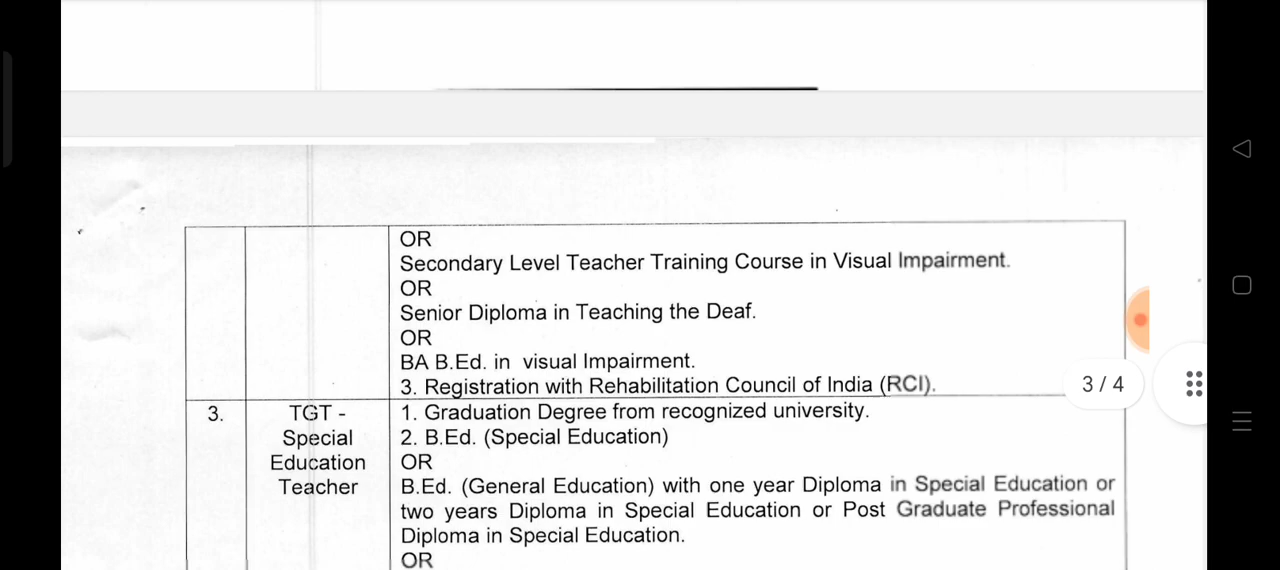 OR
Secondary Level Teacher Training Course in Visual Impairment.
OR
Senior Diploma in Teaching the Deaf.
OR
BA B.Ed. in visual Impairment.
3. Registration with Rehabilitation Council of India (RCI).
3 / 4
3.
TGT -
Special
Education
Teacher
1. Graduation Degree from recognized university.
2. B.Ed. (Special Education)
OR
B.Ed. (General Education) with one year Diploma in Special Education or
two years Diploma in Special Education or Post Graduate Professional
Diploma in Special Education.
OR